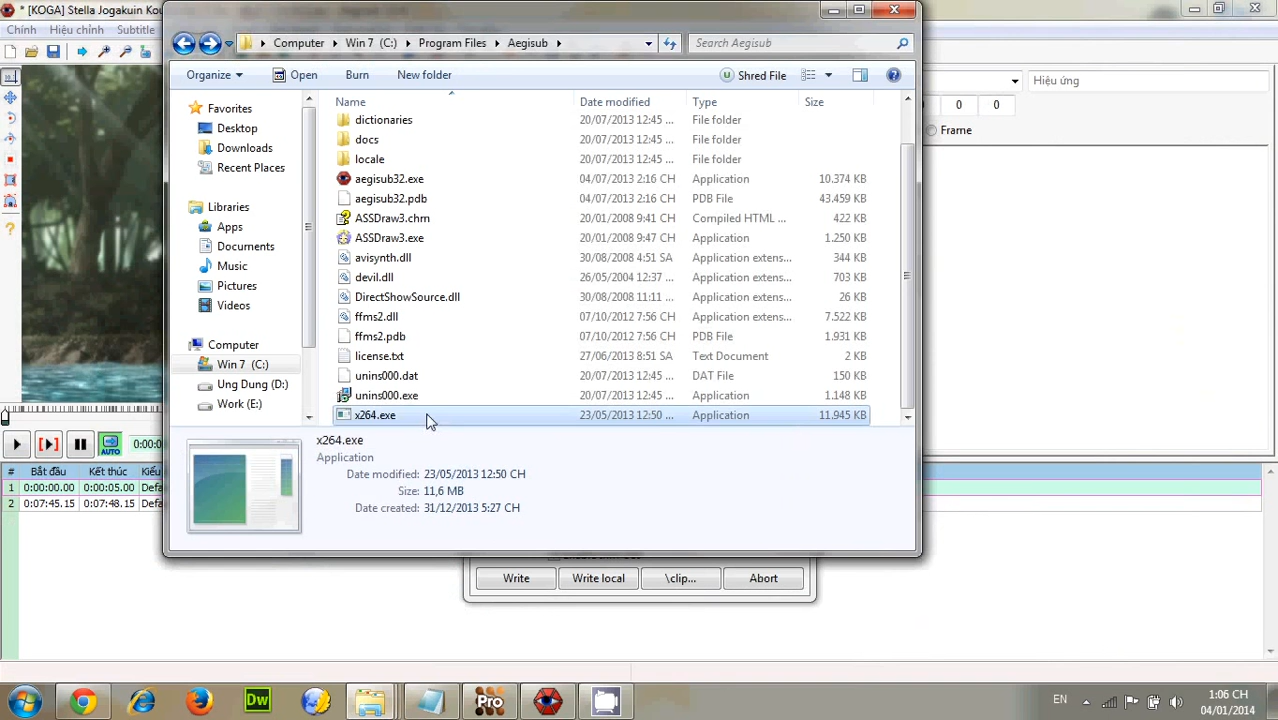 * [KOGA] Stella Jogakuin Kou
Chính Hiệu chỉnh Subtitle
Computer Win 7 (C:) Program Files Aegisub
Search Aegisub
Organize Open Burn New folder Shred File
Hiệu ứng
0 0
Frame
Favorites
Desktop
Downloads
Recent Places
Libraries
Apps
Documents
Music
Pictures
Videos
Computer
Win 7 (C:)
Ung Dung (D:)
Work (E:)
Name Date modified Type Size
dictionaries 20/07/2013 12:45 ... File folder
docs 20/07/2013 12:45 ... File folder
locale 20/07/2013 12:45 ... File folder
aegisub32.exe 04/07/2013 2:16 CH Application 10.374 KB
aegisub32.pdb 04/07/2013 2:16 CH PDB File 43.459 KB
ASSDraw3.chm 20/01/2008 9:41 CH Compiled HTML ... 422 KB
ASSDraw3.exe 20/01/2008 9:47 CH Application 1.250 KB
avisynth.dll 30/08/2008 4:51 SA Application extens... 344 KB
devil.dll 26/05/2004 12:37 ... Application extens... 703 KB
DirectShowSource.dll 30/08/2008 11:11 ... Application extens... 26 KB
ffms2.dll 07/10/2012 7:56 CH Application extens... 7.522 KB
ffms2.pdb 07/10/2012 7:56 CH PDB File 1.931 KB
license.txt 27/06/2013 8:51 SA Text Document 2 KB
unins000.dat 20/07/2013 12:45 ... DAT File 150 KB
unins000.exe 20/07/2013 12:45 ... Application 1.148 KB
x264.exe 23/05/2013 12:50 ... Application 11.945 KB
x264.exe
Application
Date modified: 23/05/2013 12:50 CH
Size: 11,6 MB
Date created: 31/12/2013 5:27 CH
AUTO
0:00:0
# Bắt đầu Kết thúc Kiểu
1 0:00:00.00 0:00:05.00 Defa
2 0:07:45.15 0:07:48.15 Defa
Write Write local \clip... Abort
Dw Pro
EN
1:06 CH
04/01/2014